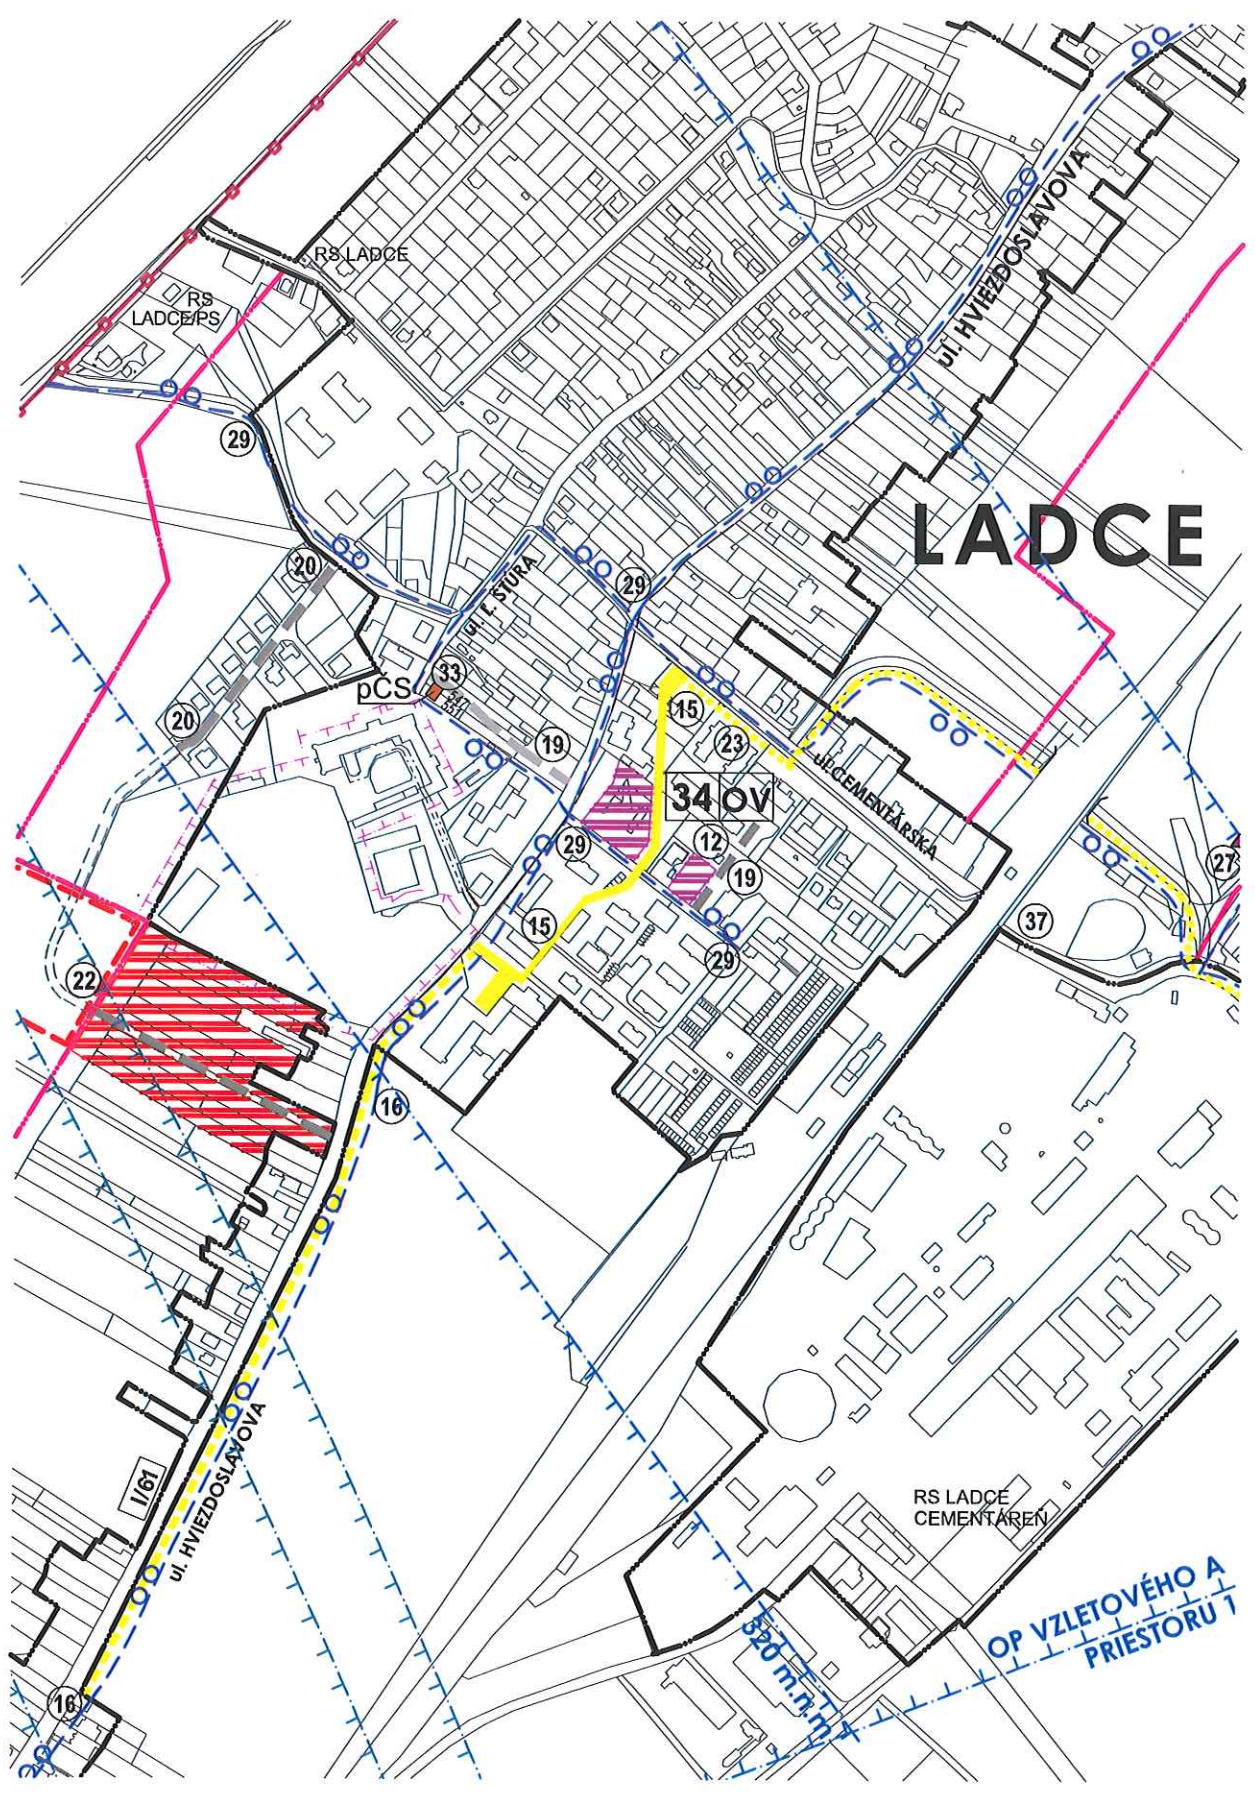 ul. HVIEZDOSLAVOVA
RS LADCE
RS
LADCE/PS
29
LADCE
20
29
ul. Ľ. ŠTÚRA
33
pČS
15
20
19
23
ul. CEMENTÁRSKA
34 OV
29
12
19
27
15
37
29
22
16
I/61
ul. HVIEZDOSLAVOVA
RS LADCE
CEMENTÁREŇ
OP VZLETOVÉHO A
PRIESTORU 1
320 m.n.m
16